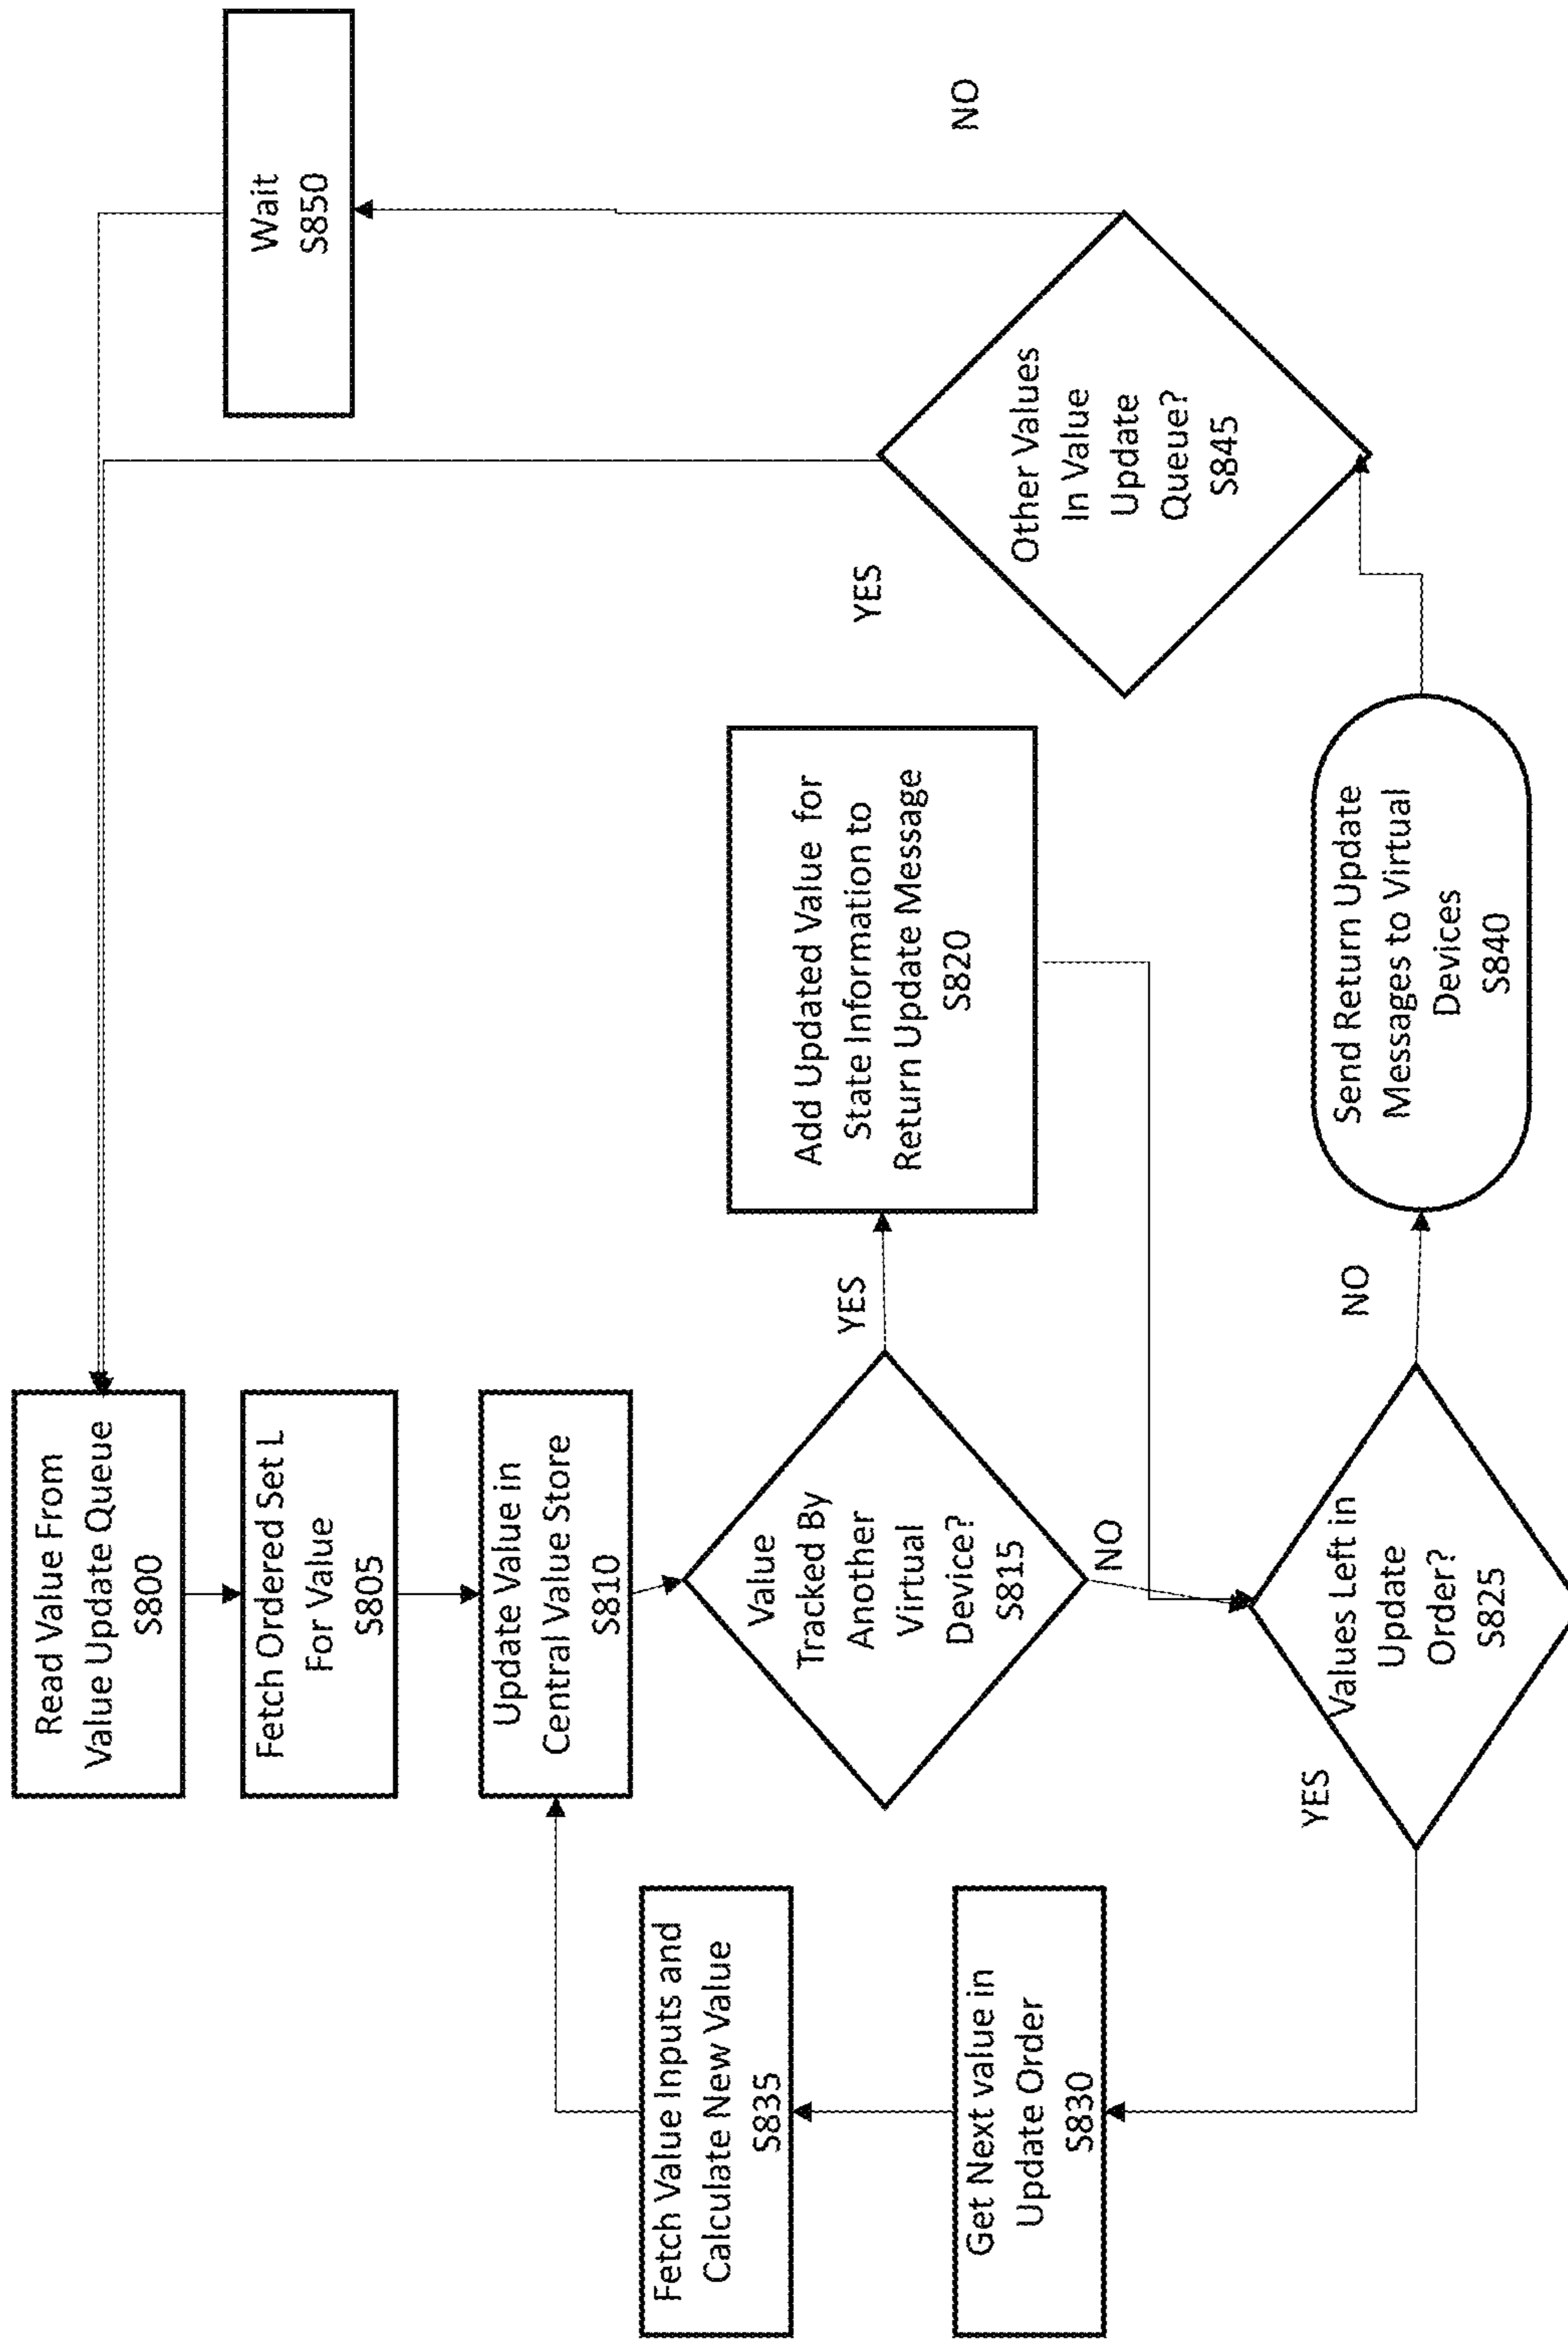 Read Value From
Value Update Queue
S800
Fetch Ordered Set L
For Value
S805
Update Value in
Central Value Store
S810
Value
Tracked By
Another
Virtual
Device?
S815
YES
NO
Add Updated Value for
State Information to
Return Update Message
S820
Values Left in
Update
Order?
S825
YES
NO
Get Next value in
Update Order
S830
Fetch Value Inputs and
Calculate New Value
S835
Send Return Update
Messages to Virtual
Devices
S840
Other Values
In Value
Update
Queue?
S845
YES
NO
Wait
S850